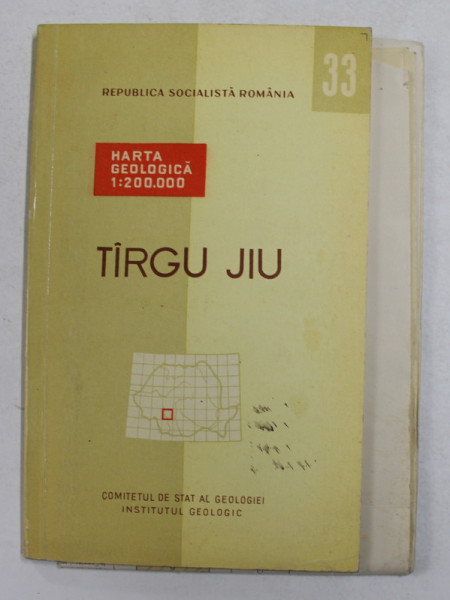 33
REPUBLICA SOCIALISTĂ ROMÂNIA
HARTA
GEOLOGICĂ
1:200.000
TÎRGU JIU
COMITETUL DE STAT AL GEOLOGIEI
INSTITUTUL GEOLOGIC